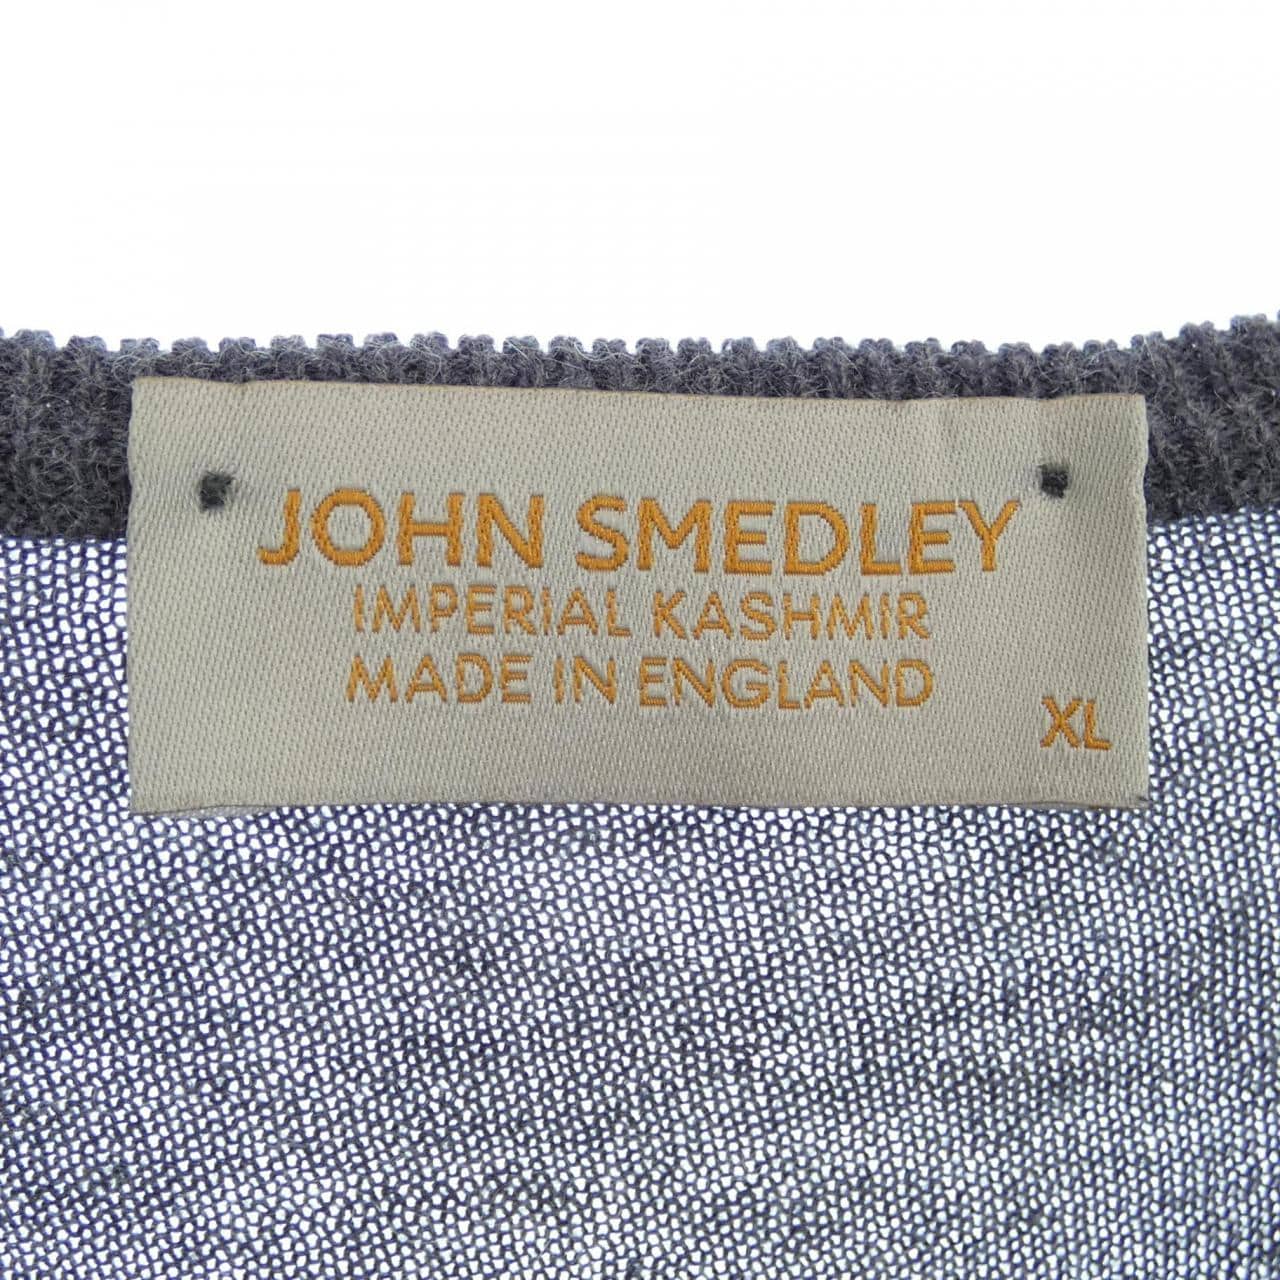 JOHN SMEDLEY
IMPERIAL KASHMIR
MADE IN ENGLAND
XL